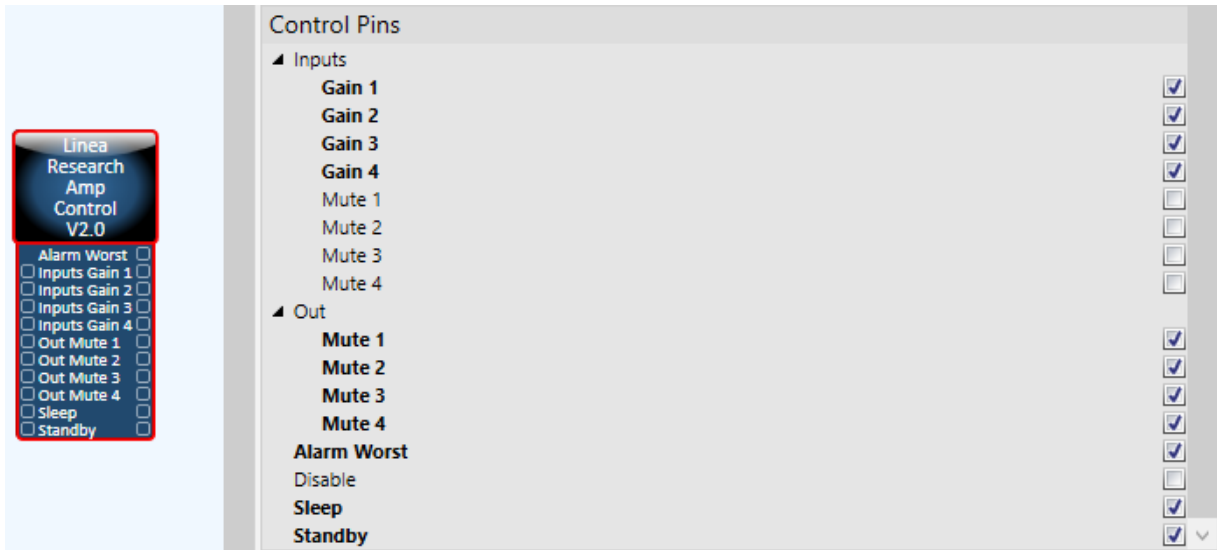 Linea
Research
Amp
Control
V2.0
Alarm Worst
Inputs Gain 1
Inputs Gain 2
Inputs Gain 3
Inputs Gain 4
Out Mute 1
Out Mute 2
Out Mute 3
Out Mute 4
Sleep
Standby
Control Pins
Inputs
Gain 1
Gain 2
Gain 3
Gain 4
Mute 1
Mute 2
Mute 3
Mute 4
Out
Mute 1
Mute 2
Mute 3
Mute 4
Alarm Worst
Disable
Sleep
Standby